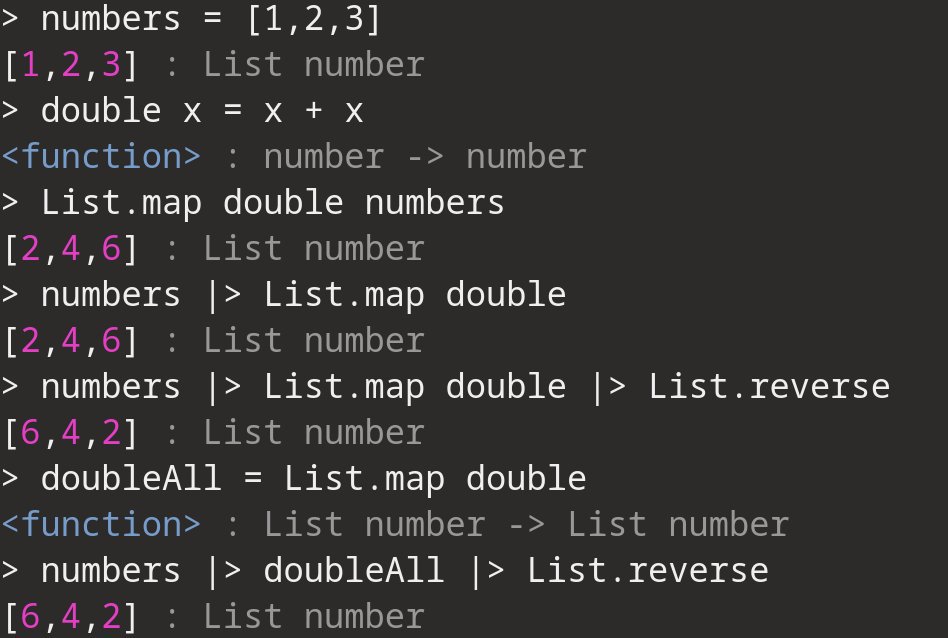 > numbers = [1,2,3]
[1,2,3] : List number
> double x = x + x
<function> : number -> number
> List.map double numbers
[2,4,6] : List number
> numbers |> List.map double
[2,4,6] : List number
> numbers |> List.map double |> List.reverse
[6,4,2] : List number
> doubleAll = List.map double
<function> : List number -> List number
> numbers |> doubleAll |> List.reverse
[6,4,2] : List number